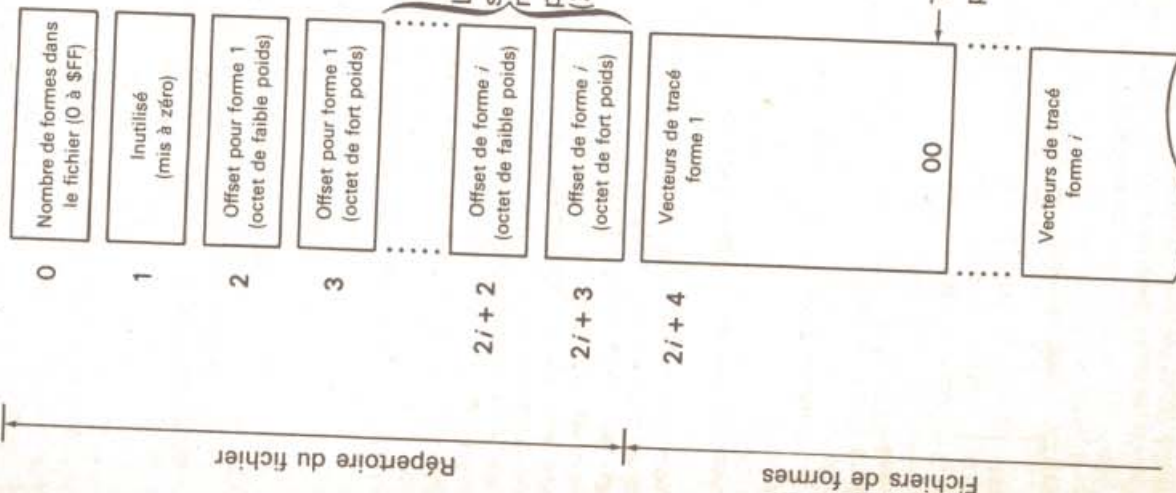 0
Nombre de formes dans
le fichier (0 à $FF)
1
Inutilisé
(mis à zéro)
2
Offset pour forme 1
(octet de faible poids)
3
Offset pour forme 1
(octet de fort poids)
2i + 2
Offset de forme i
(octet de faible poids)
2i + 3
Offset de forme i
(octet de fort poids)
2i + 4
Vecteurs de tracé
forme 1
00
Vecteurs de tracé
forme i
Répertoire du fichier
Fichiers de formes